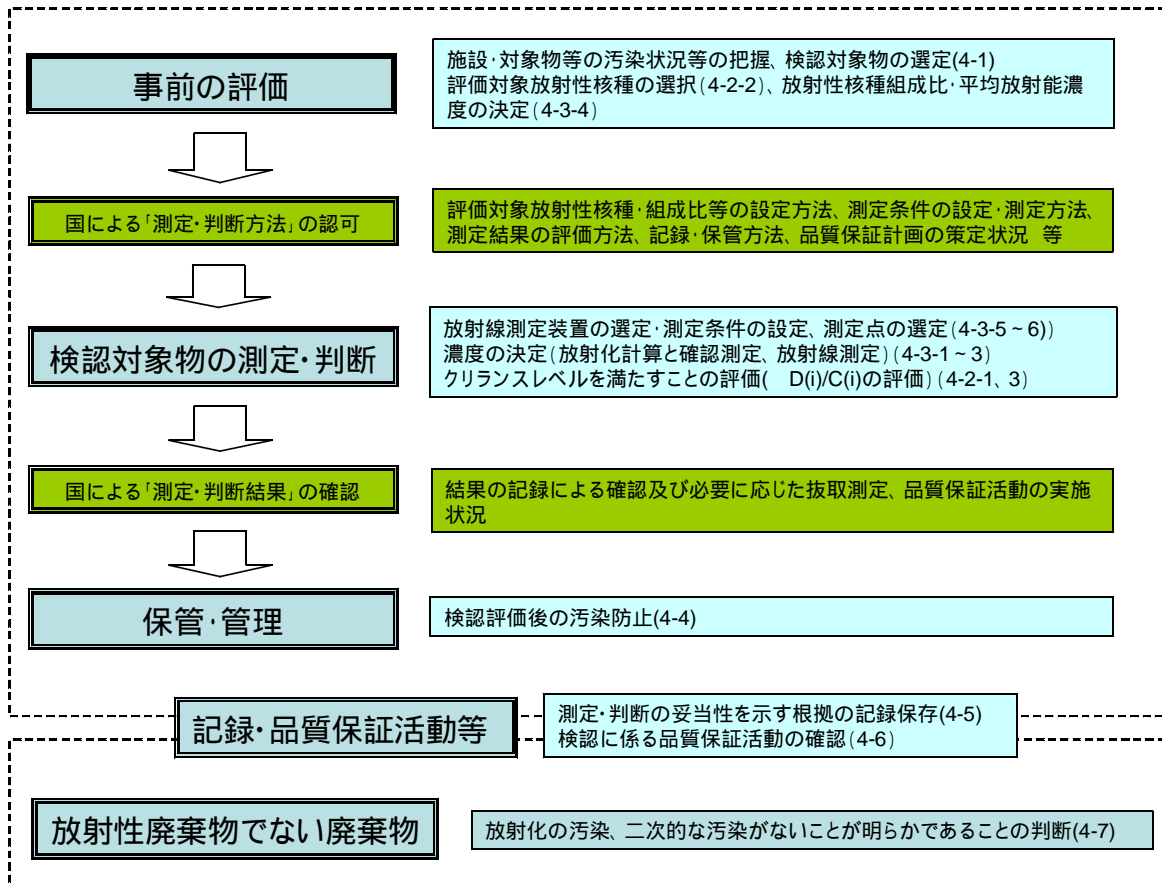 事前の評価
施設・対象物等の汚染状況等の把握、検認対象物の選定(4-1)
評価対象放射性核種の選択(4-2-2)、放射性核種組成比・平均放射能濃
度の決定(4-3-4)
国による「測定・判断方法」の認可
評価対象放射性核種・組成比等の設定方法、測定条件の設定・測定方法、
測定結果の評価方法、記録・保管方法、品質保証計画の策定状況 等
検認対象物の測定・判断
放射線測定装置の選定・測定条件の設定、測定点の選定(4-3-5~6))
濃度の決定(放射化計算と確認測定、放射線測定)(4-3-1~3)
クリランスレベルを満たすことの評価( D(i)/C(i)の評価)(4-2-1、3)
国による「測定・判断結果」の確認
結果の記録による確認及び必要に応じた抜取測定、品質保証活動の実施
状況
保管・管理
検認評価後の汚染防止(4-4)
記録・品質保証活動等
測定・判断の妥当性を示す根拠の記録保存(4-5)
検認に係る品質保証活動の確認(4-6)
放射性廃棄物でない廃棄物
放射化の汚染、二次的な汚染がないことが明らかであることの判断(4-7)